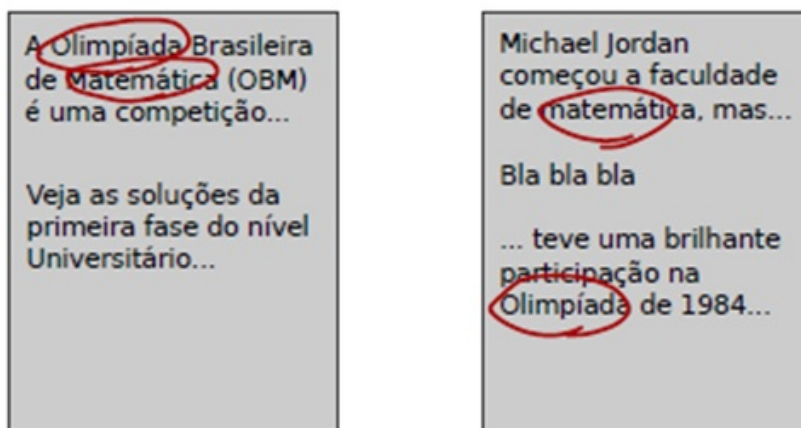 A Olimpíada Brasileira
de Matemática (OBM)
é uma competição...
Veja as soluções da
primeira fase do nível
Universitário...
Michael Jordan
começou a faculdade
de matemática, mas...
Bla bla bla
... teve uma brilhante
participação na
Olimpíada de 1984...